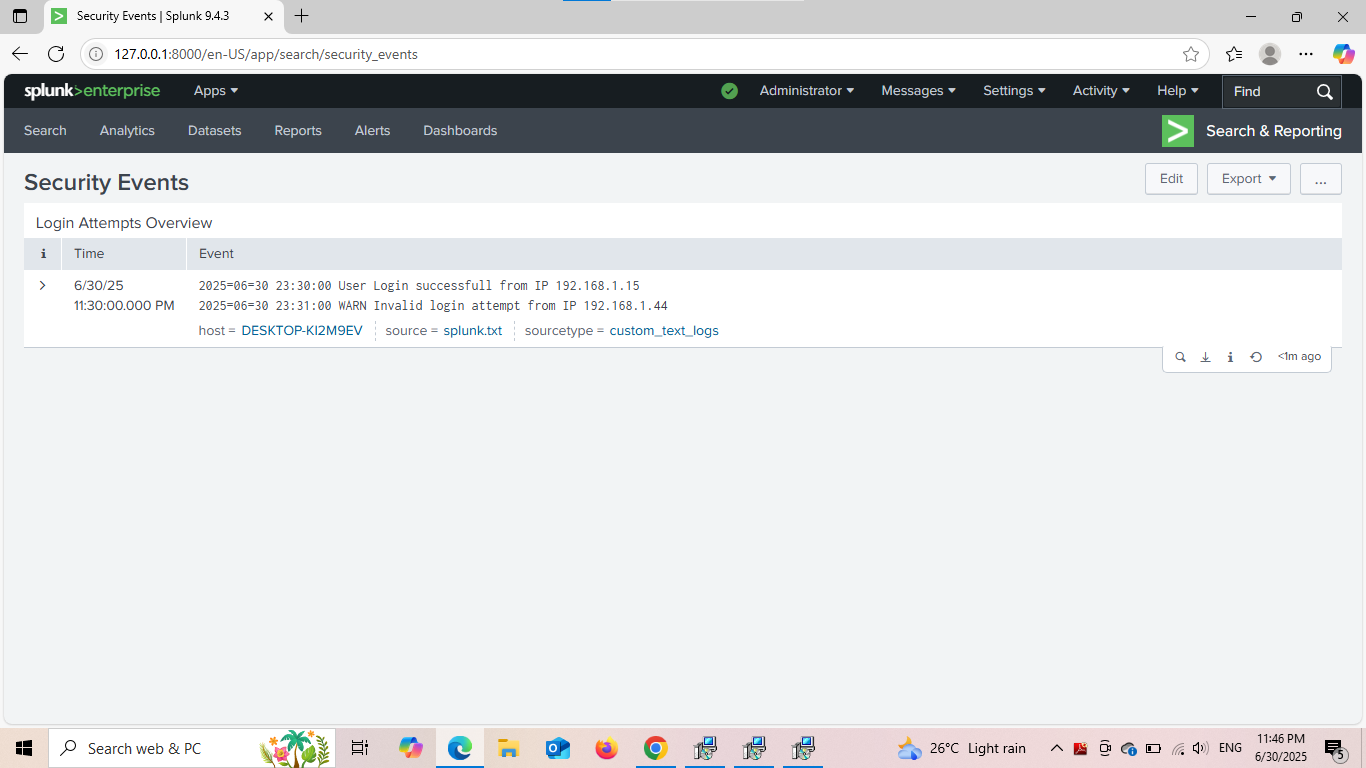 Security Events | Splunk 9.4.3
127.0.0.1:8000/en-US/app/search/security_events
splunk>enterprise Apps Administrator Messages Settings Activity Help Find
Search Analytics Datasets Reports Alerts Dashboards > Search & Reporting
Security Events Edit Export ...
Login Attempts Overview
i Time Event
6/30/25 2025=06=30 23:30:00 User Login successfull from IP 192.168.1.15
11:30:00.000 PM 2025=06=30 23:31:00 WARN Invalid login attempt from IP 192.168.1.44
host = DESKTOP-KI2M9EV source = splunk.txt sourcetype = custom_text_logs
<1m ago
Search web & PC 26°C Light rain ENG 11:46 PM
6/30/2025 5